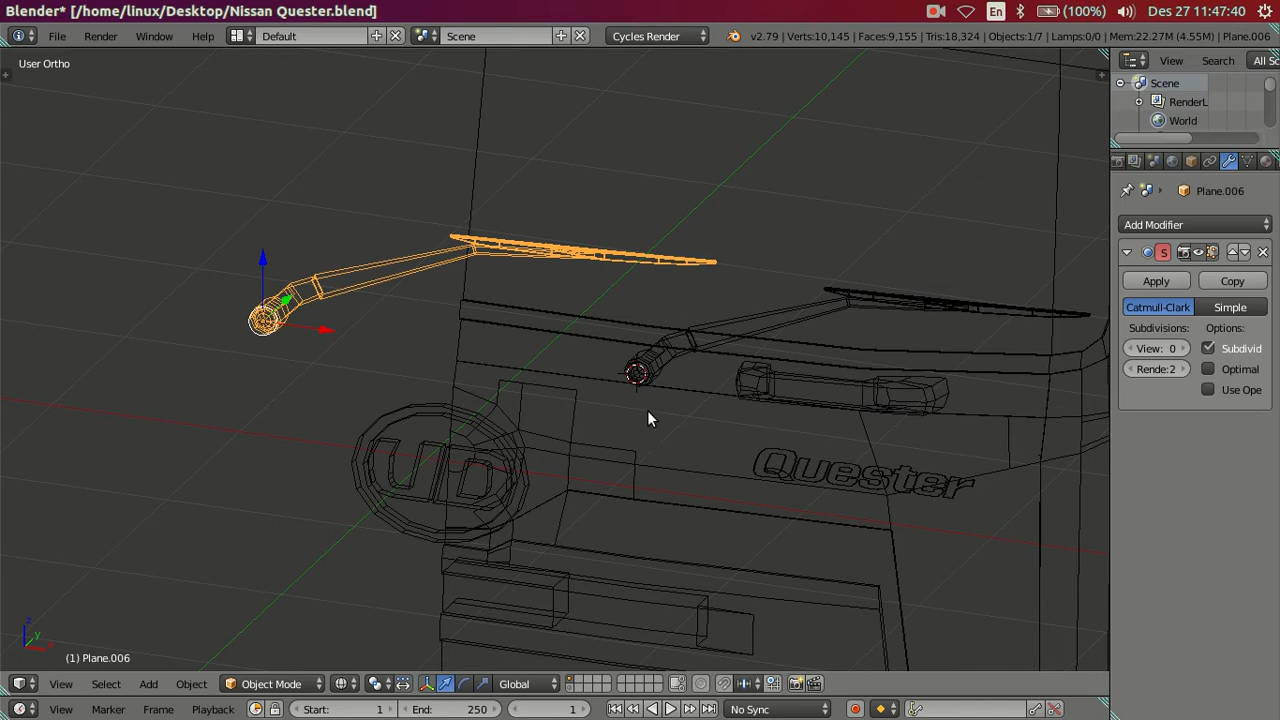 Blender* [/home/linux/Desktop/Nissan Quester.blend]
En
(100%)
Des 27 11:47:40
File Render Window Help
Default
Scene
Cycles Render
v2.79 | Verts:10,145 | Faces:9,155 | Tris:18,324 | Objects:1/7 | Lamps:0/0 | Mem:22.27M (4.55M) | Plane.006
User Ortho
View Search All Sc
Scene
RenderL
World
Plane.006
Add Modifier
S
Apply Copy
Catmull-Clark Simple
Subdivisions: Options:
View: 0 Subdivid
Rende:2 Optimal
Use Ope
UD
Quester
z
y
x
(1) Plane.006
View Select Add Object Object Mode Global
View Marker Frame Playback Start: 1 End: 250 1 No Sync